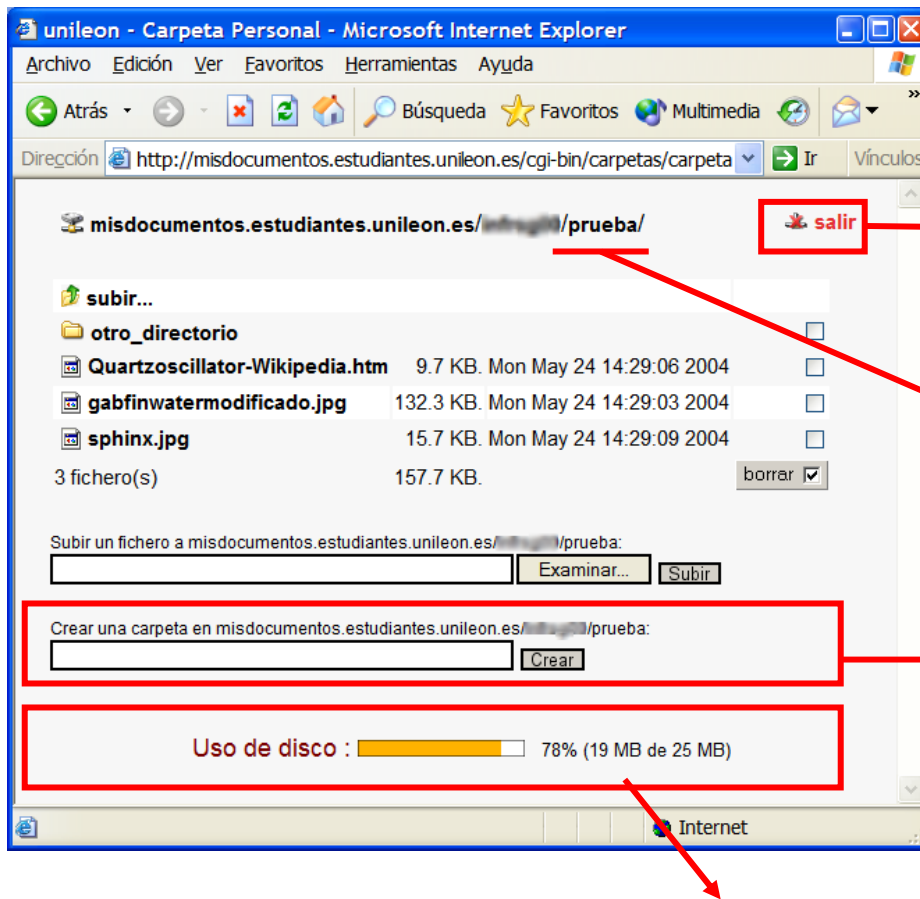 unileon - Carpeta Personal - Microsoft Internet Explorer
Archivo Edición Ver Favoritos Herramientas Ayuda
Atrás Búsqueda Favoritos Multimedia »
Dirección http://misdocumentos.estudiantes.unileon.es/cgi-bin/carpetas/carpeta Ir Vínculos
misdocumentos.estudiantes.unileon.es/ /prueba/ salir
subir...
otro_directorio
Quartzoscillator-Wikipedia.htm 9.7 KB. Mon May 24 14:29:06 2004
gabfinwatermodificado.jpg 132.3 KB. Mon May 24 14:29:03 2004
sphinx.jpg 15.7 KB. Mon May 24 14:29:09 2004
3 fichero(s) 157.7 KB. borrar
Subir un fichero a misdocumentos.estudiantes.unileon.es/ /prueba:
Examinar... Subir
Crear una carpeta en misdocumentos.estudiantes.unileon.es/ /prueba:
Crear
Uso de disco : 78% (19 MB de 25 MB)
Internet